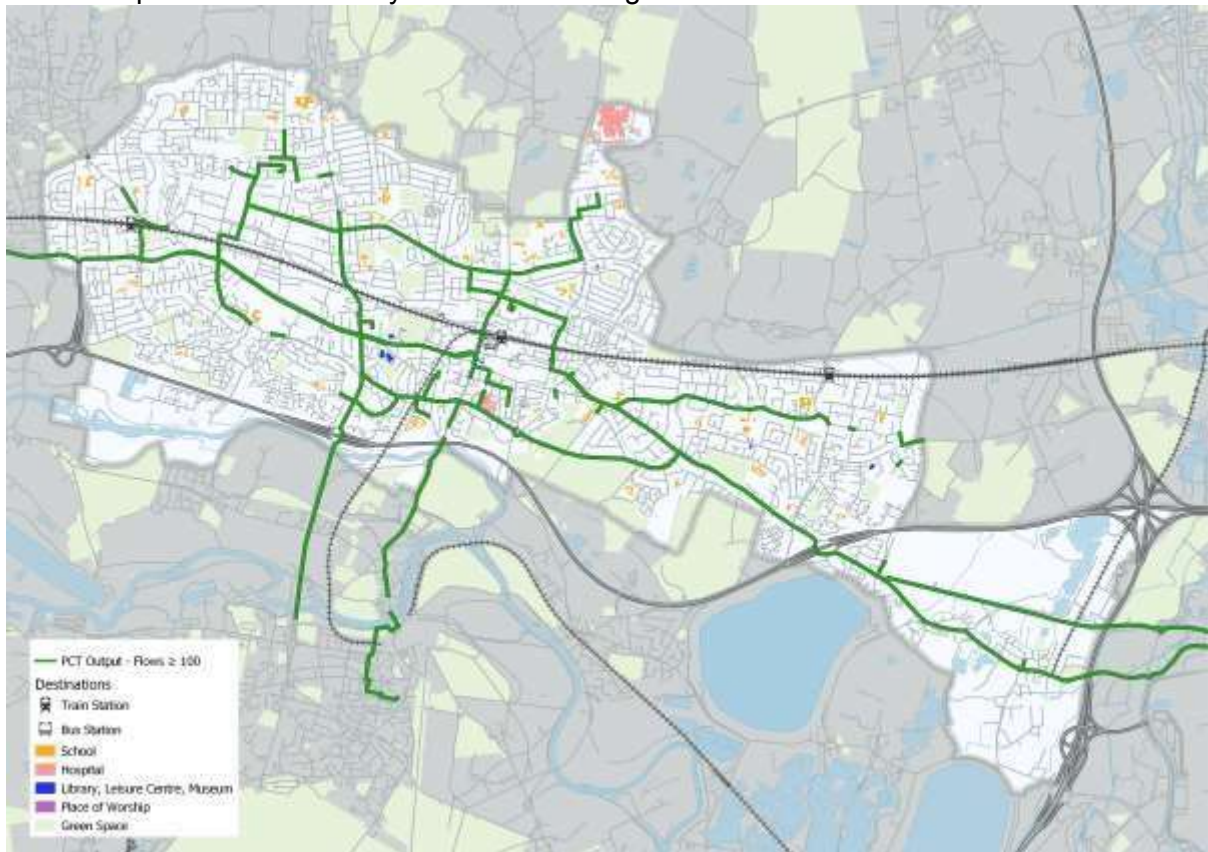 PCT Output - Flows ≥ 100
Destinations
Train Station
Bus Station
School
Hospital
Library, Leisure Centre, Museum
Place of Worship
Green Space